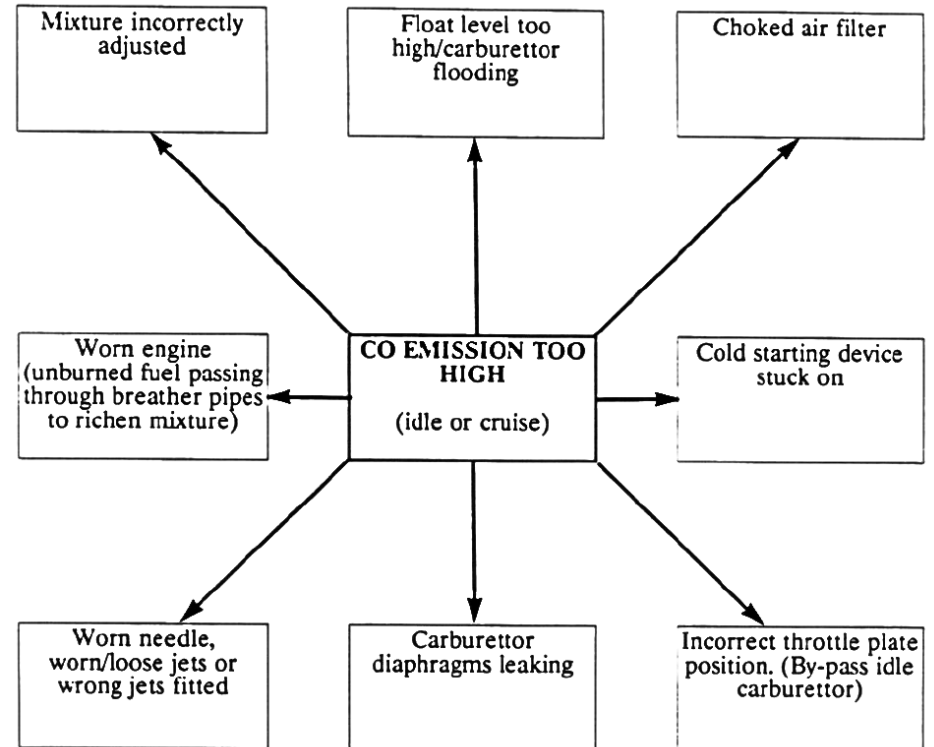 Mixture incorrectly
adjusted
Float level too
high/carburettor
flooding
Choked air filter
Worn engine
(unburned fuel passing
through breather pipes
to richen mixture)
CO EMISSION TOO
HIGH
(idle or cruise)
Cold starting device
stuck on
Worn needle,
worn/loose jets or
wrong jets fitted
Carburettor
diaphragms leaking
Incorrect throttle plate
position. (By-pass idle
carburettor)